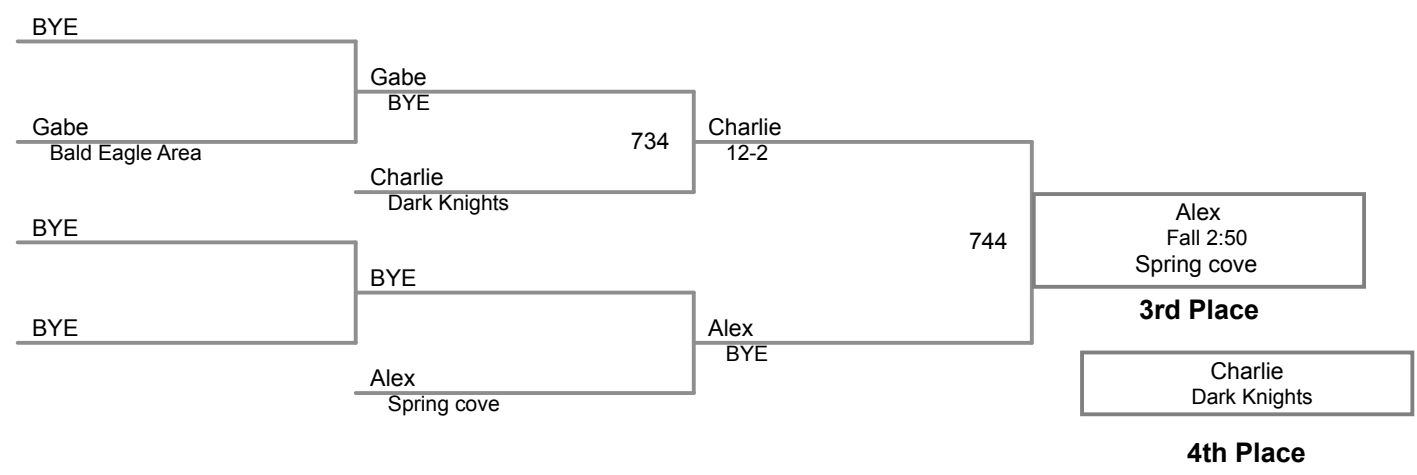 BYE
Gabe
BYE
Gabe
Bald Eagle Area
734
Charlie
12-2
Charlie
Dark Knights
BYE
744
Alex
Fall 2:50
Spring cove
BYE
3rd Place
BYE
Alex
BYE
Alex
Spring cove
Charlie
Dark Knights
4th Place